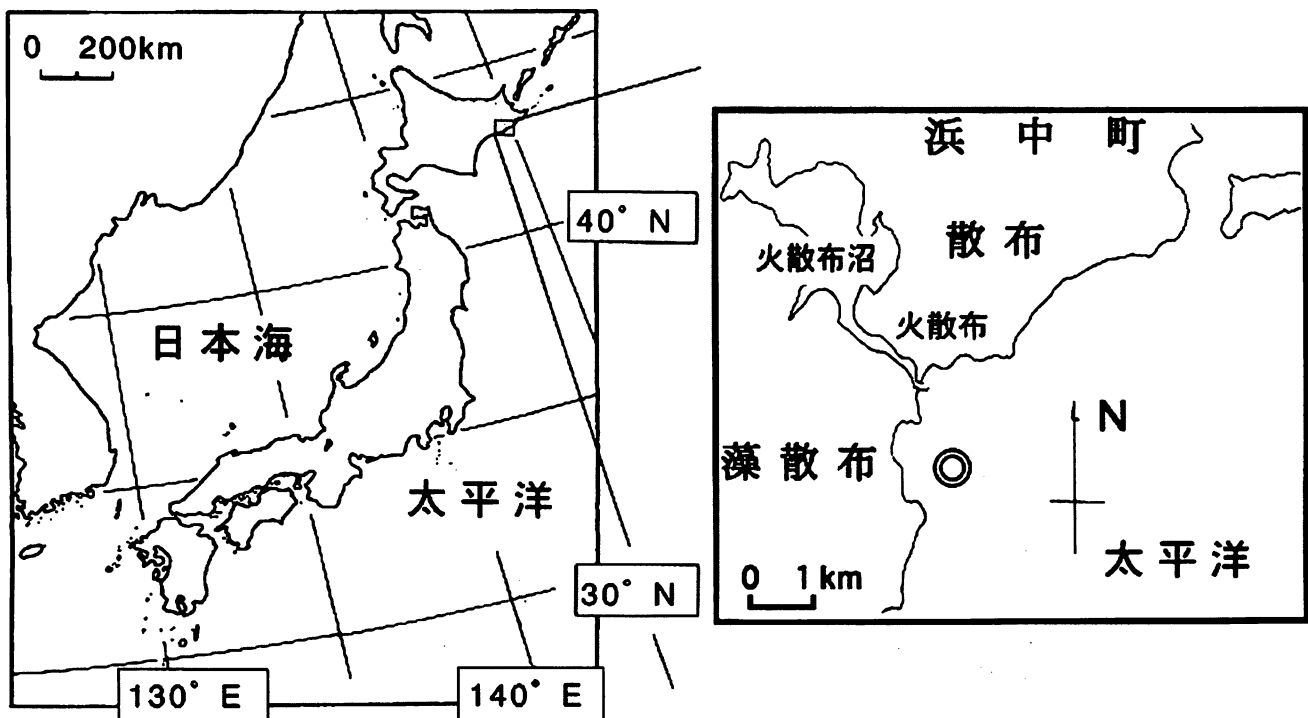 0 200km
40° N
日本海
太平洋
30° N
130° E
140° E
浜中町
散布
火散布沼
火散布
N
藻散布
太平洋
0 1km